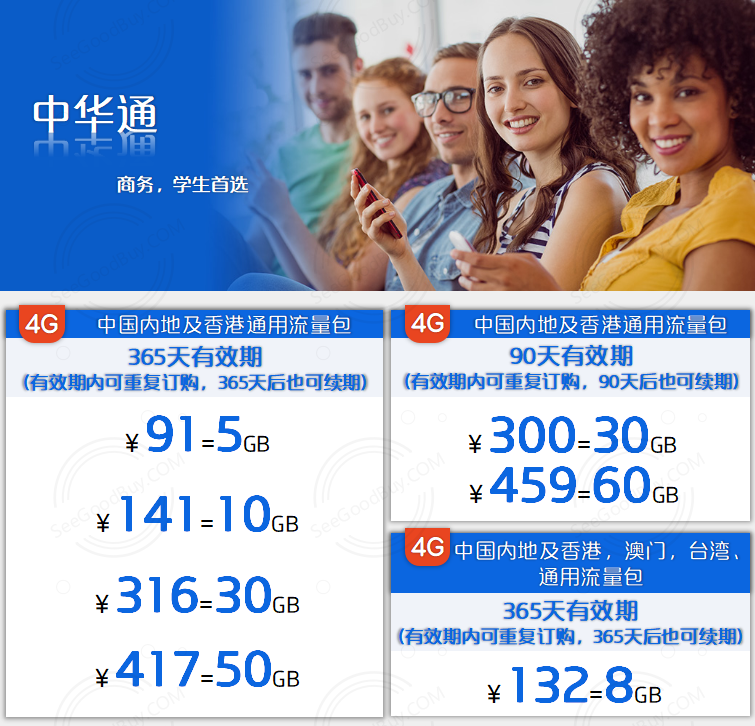 中华通
商务，学生首选
4G 中国内地及香港通用流量包
365天有效期
(有效期内可重复订购，365天后也可续期)
¥ 91=5GB
¥ 141=10GB
¥ 316=30GB
¥ 417=50GB
4G 中国内地及香港通用流量包
90天有效期
(有效期内可重复订购，90天后也可续期)
¥ 300=30GB
¥ 459=60GB
4G 中国内地及香港，澳门，台湾、
通用流量包
365天有效期
(有效期内可重复订购，365天后也可续期)
¥ 132=8GB
SeeGoodBuy.COM